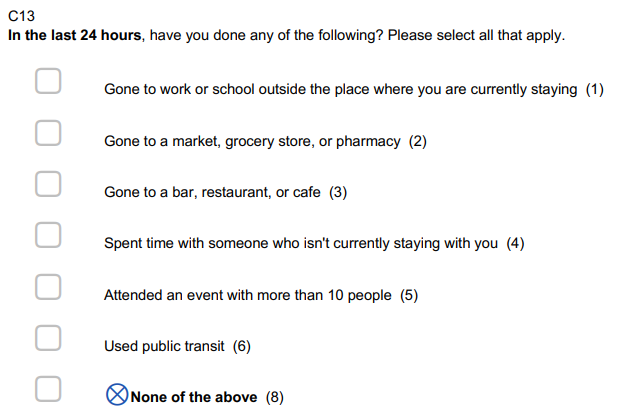 C13
In the last 24 hours, have you done any of the following? Please select all that apply.
Gone to work or school outside the place where you are currently staying (1)
Gone to a market, grocery store, or pharmacy (2)
Gone to a bar, restaurant, or cafe (3)
Spent time with someone who isn't currently staying with you (4)
Attended an event with more than 10 people (5)
Used public transit (6)
None of the above (8)